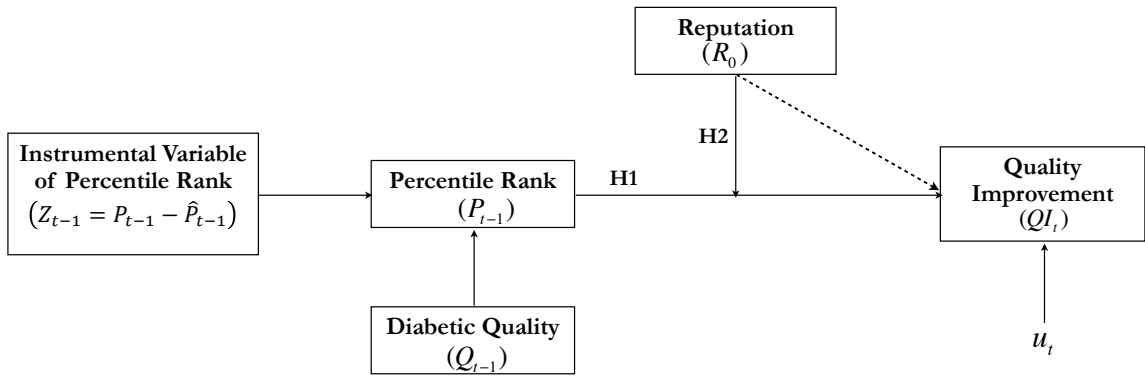 Reputation
(R₀)
H2
Instrumental Variable
of Percentile Rank
(Zₜ₋₁ = Pₜ₋₁ − P̂ₜ₋₁)
Percentile Rank
(Pₜ₋₁)
H1
Quality
Improvement
(QIₜ)
Diabetic Quality
(Qₜ₋₁)
uₜ